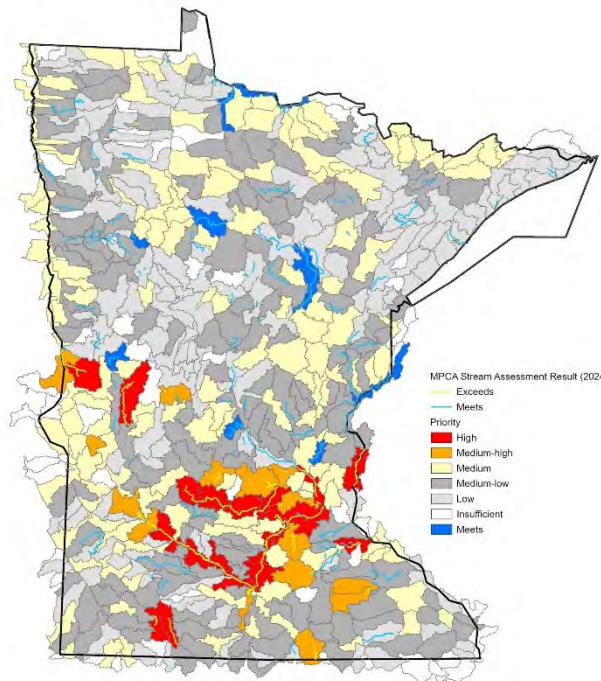 MPCA Stream Assessment Result (2024
Exceeds
Meets
Priority
High
Medium-high
Medium
Medium-low
Low
Insufficient
Meets